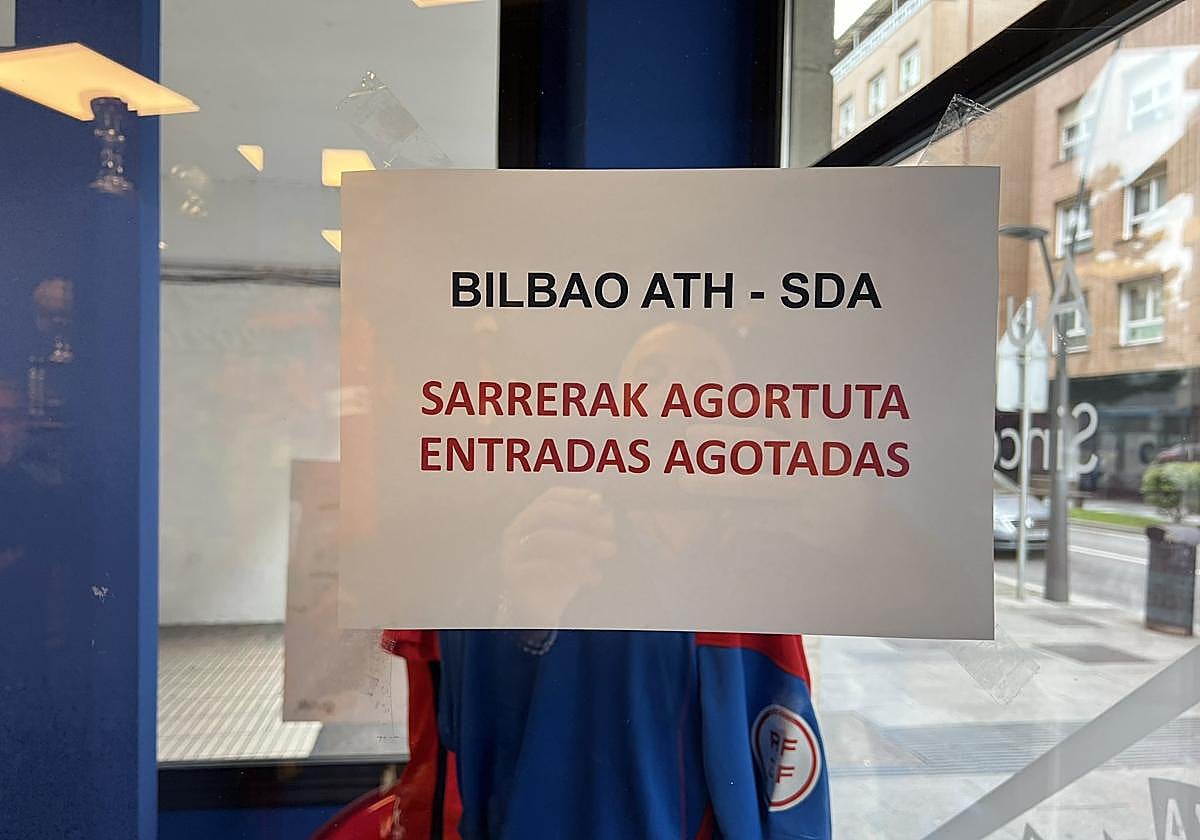 BILBAO ATH - SDA
SARRERAK AGORTUTA
ENTRADAS AGOTADAS